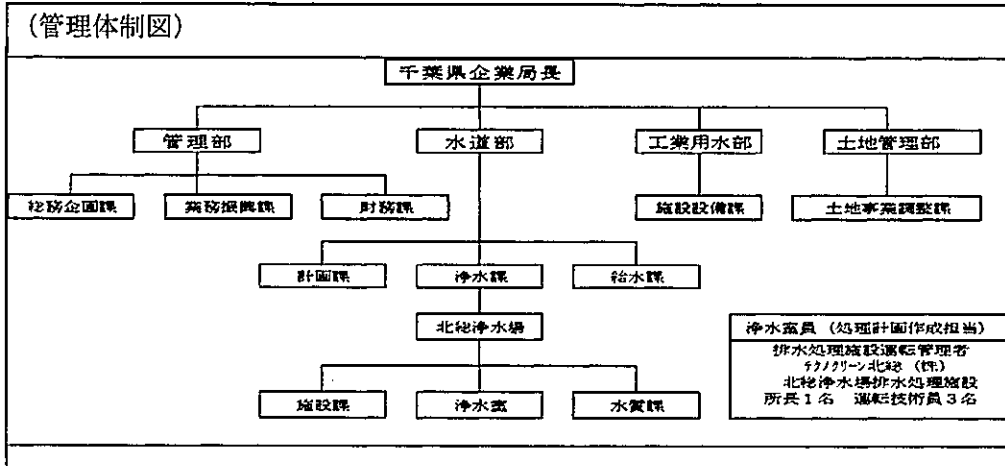 (管理体制図)
千葉県企業局長
管理部
水道部
工業用水部
土地管理部
総務企画課
業務振興課
財務課
施設設備課
土地事業調整課
計画課
浄水課
給水課
北総浄水場
施設課
浄水室
水質課
浄水室員 (処理計画作成担当)
排水処理施設運転管理者
テクノクリーン北総 (株)
北総浄水場排水処理施設
所長1名 運転技術員3名